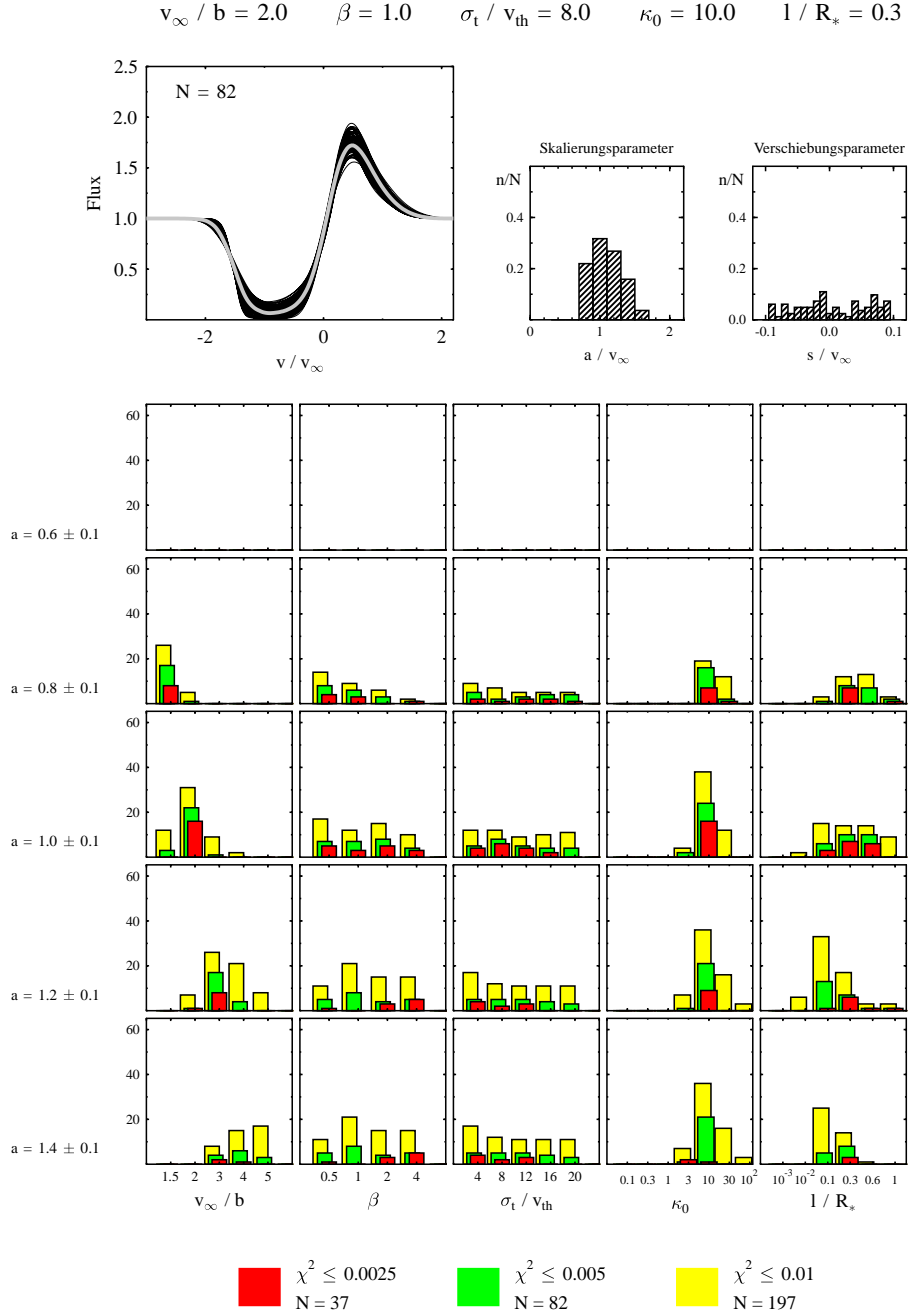 v∞ / b = 2.0 β = 1.0 σt / vth = 8.0 κ0 = 10.0 l / R* = 0.3
2.5
2.0
1.5
1.0
0.5
Flux
N = 82
-2 0 2
v / v∞
Skalierungsparameter
n/N
0.4
0.2
0 1 2
a / v∞
Verschiebungsparameter
n/N
0.4
0.2
0.0
-0.1 0.0 0.1
s / v∞
60
40
20
a = 0.6 ± 0.1
60
40
20
a = 0.8 ± 0.1
60
40
20
a = 1.0 ± 0.1
60
40
20
a = 1.2 ± 0.1
60
40
20
a = 1.4 ± 0.1
1.5 2 3 4 5
v∞ / b
0.5 1 2 4
β
4 8 12 16 20
σt / vth
0.1 0.3 1 3 10 30 10²
κ0
10⁻³ 10⁻² 0.1 0.3 0.6 1
l / R*
χ² ≤ 0.0025
N = 37
χ² ≤ 0.005
N = 82
χ² ≤ 0.01
N = 197